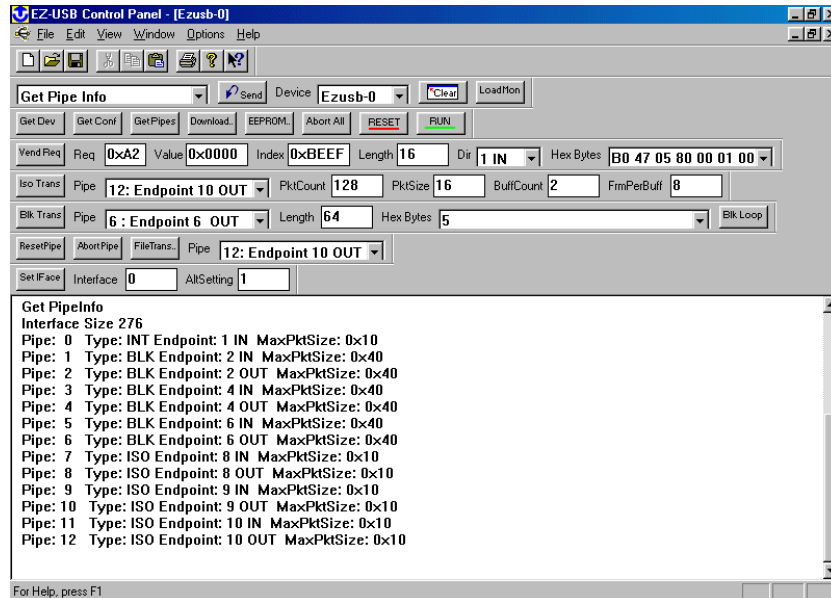 EZ-USB Control Panel - [Ezusb-0]
File Edit View Window Options Help
Get Pipe Info Send Device Ezusb-0 Clear LoadMon
Get Dev Get Conf GetPipes Download.. EEPROM.. Abort All RESET RUN
Vend Req Req 0xA2 Value 0x0000 Index 0xBEEF Length 16 Dir 1 IN Hex Bytes B0 47 05 80 00 01 00
Iso Trans Pipe 12: Endpoint 10 OUT PktCount 128 PktSize 16 BuffCount 2 FrmPerBuff 8
Blk Trans Pipe 6 : Endpoint 6 OUT Length 64 Hex Bytes 5 Blk Loop
ResetPipe AbortPipe FileTrans.. Pipe 12: Endpoint 10 OUT
Set IFace Interface 0 AltSetting 1
Get PipeInfo
Interface Size 276
Pipe: 0 Type: INT Endpoint: 1 IN MaxPktSize: 0x10
Pipe: 1 Type: BLK Endpoint: 2 IN MaxPktSize: 0x40
Pipe: 2 Type: BLK Endpoint: 2 OUT MaxPktSize: 0x40
Pipe: 3 Type: BLK Endpoint: 4 IN MaxPktSize: 0x40
Pipe: 4 Type: BLK Endpoint: 4 OUT MaxPktSize: 0x40
Pipe: 5 Type: BLK Endpoint: 6 IN MaxPktSize: 0x40
Pipe: 6 Type: BLK Endpoint: 6 OUT MaxPktSize: 0x40
Pipe: 7 Type: ISO Endpoint: 8 IN MaxPktSize: 0x10
Pipe: 8 Type: ISO Endpoint: 8 OUT MaxPktSize: 0x10
Pipe: 9 Type: ISO Endpoint: 9 IN MaxPktSize: 0x10
Pipe: 10 Type: ISO Endpoint: 9 OUT MaxPktSize: 0x10
Pipe: 11 Type: ISO Endpoint: 10 IN MaxPktSize: 0x10
Pipe: 12 Type: ISO Endpoint: 10 OUT MaxPktSize: 0x10
For Help, press F1